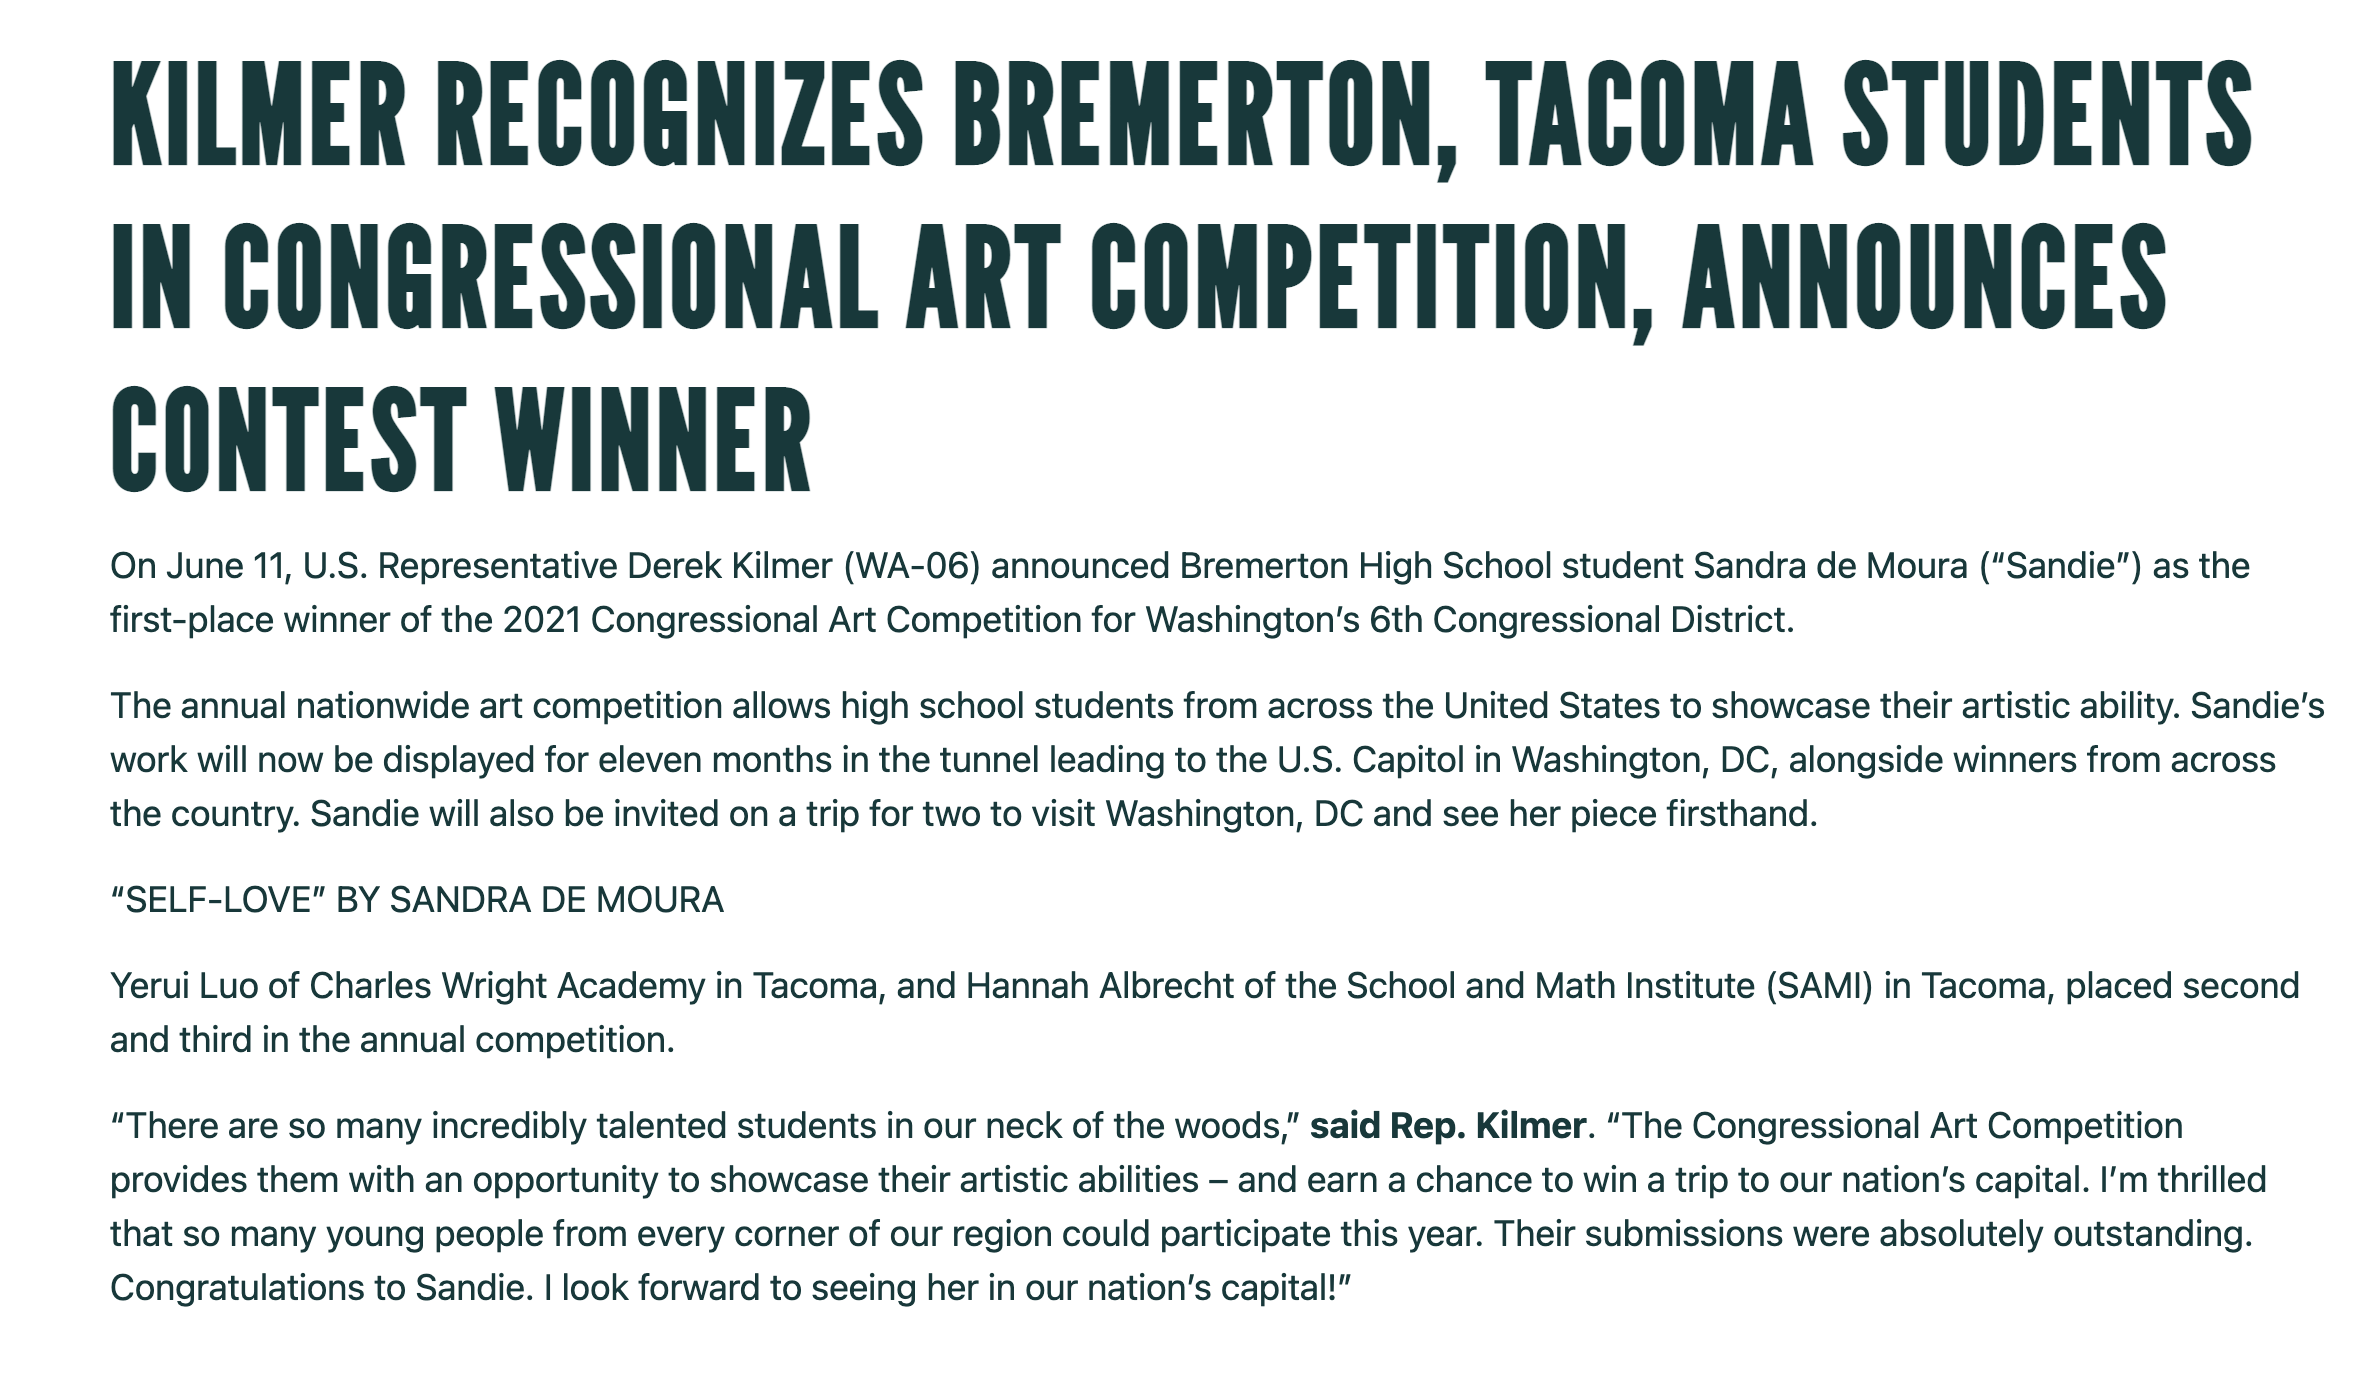 KILMER RECOGNIZES BREMERTON, TACOMA STUDENTS
IN CONGRESSIONAL ART COMPETITION, ANNOUNCES
CONTEST WINNER
On June 11, U.S. Representative Derek Kilmer (WA-06) announced Bremerton High School student Sandra de Moura (“Sandie”) as the
first-place winner of the 2021 Congressional Art Competition for Washington’s 6th Congressional District.
The annual nationwide art competition allows high school students from across the United States to showcase their artistic ability. Sandie’s
work will now be displayed for eleven months in the tunnel leading to the U.S. Capitol in Washington, DC, alongside winners from across
the country. Sandie will also be invited on a trip for two to visit Washington, DC and see her piece firsthand.
“SELF-LOVE” BY SANDRA DE MOURA
Yerui Luo of Charles Wright Academy in Tacoma, and Hannah Albrecht of the School and Math Institute (SAMI) in Tacoma, placed second
and third in the annual competition.
“There are so many incredibly talented students in our neck of the woods,” said Rep. Kilmer. “The Congressional Art Competition
provides them with an opportunity to showcase their artistic abilities – and earn a chance to win a trip to our nation’s capital. I’m thrilled
that so many young people from every corner of our region could participate this year. Their submissions were absolutely outstanding.
Congratulations to Sandie. I look forward to seeing her in our nation’s capital!”